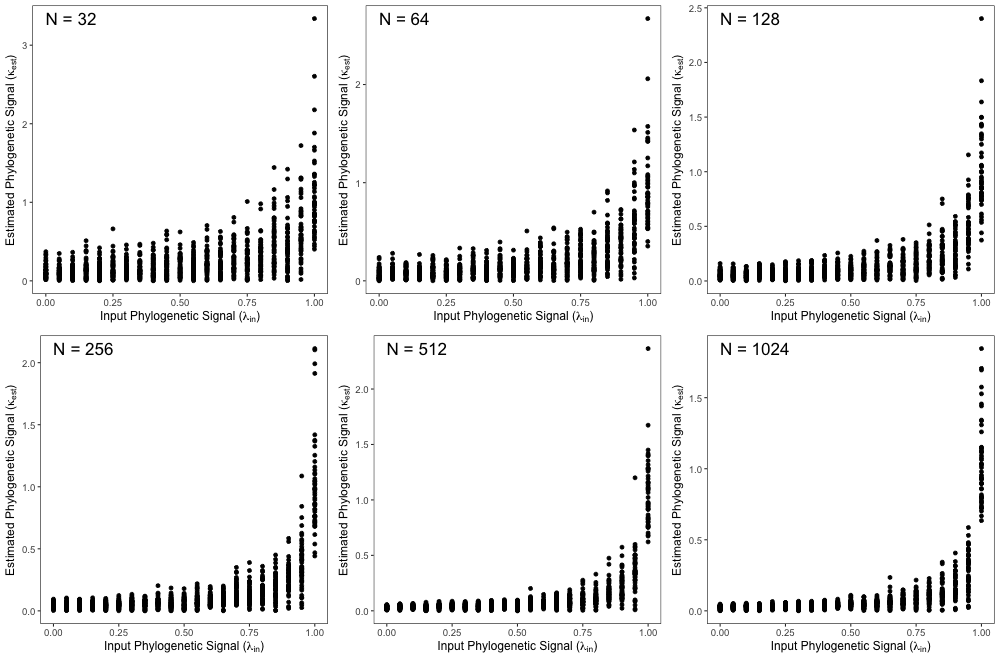 N = 32
Estimated Phylogenetic Signal (κest)
3
2
1
0
0.00 0.25 0.50 0.75 1.00
Input Phylogenetic Signal (λin)
N = 64
Estimated Phylogenetic Signal (κest)
2
1
0
0.00 0.25 0.50 0.75 1.00
Input Phylogenetic Signal (λin)
N = 128
Estimated Phylogenetic Signal (κest)
2.5
2.0
1.5
1.0
0.5
0.0
0.00 0.25 0.50 0.75 1.00
Input Phylogenetic Signal (λin)
N = 256
Estimated Phylogenetic Signal (κest)
2.0
1.5
1.0
0.5
0.0
0.00 0.25 0.50 0.75 1.00
Input Phylogenetic Signal (λin)
N = 512
Estimated Phylogenetic Signal (κest)
2.0
1.5
1.0
0.5
0.0
0.00 0.25 0.50 0.75 1.00
Input Phylogenetic Signal (λin)
N = 1024
Estimated Phylogenetic Signal (κest)
1.5
1.0
0.5
0.0
0.00 0.25 0.50 0.75 1.00
Input Phylogenetic Signal (λin)